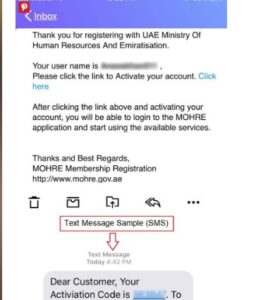 Inbox
Thank you for registering with UAE Ministry Of
Human Resources And Emiratisation.
Your user name is ,
Please click the link to Activate your account. Click
here
After clicking the link above and activating your
account, you will be able to login to the MOHRE
application and start using the available services.
Thanks and Best Regards,
MOHRE Membership Registration
http://www.mohre.gov.ae
Text Message Sample (SMS)
Text Message
Today 4:42 PM
Dear Customer, Your
Activiation Code is . To